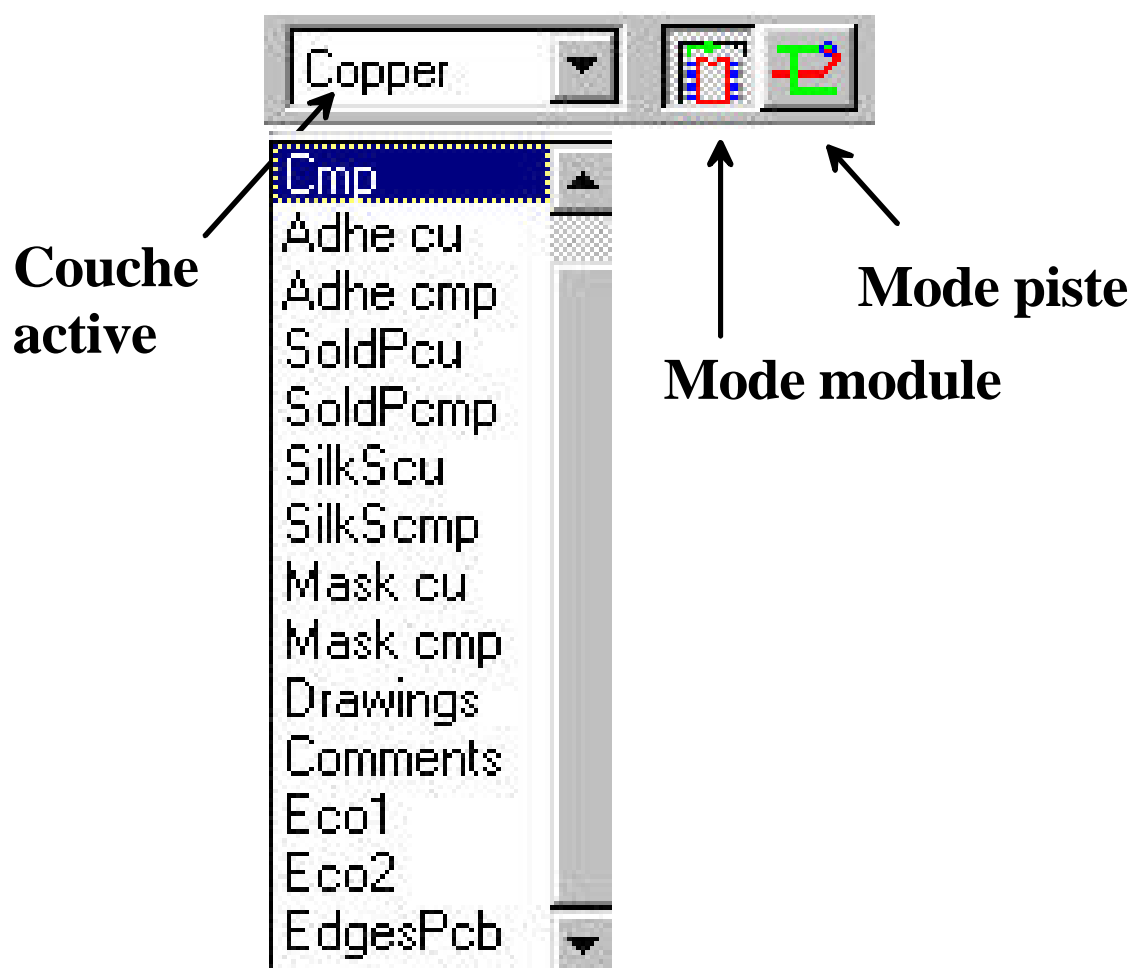 Copper
Cmp
Adhe cu
Adhe cmp
SoldPcu
SoldPcmp
SilkScu
SilkScmp
Mask cu
Mask cmp
Drawings
Comments
Eco1
Eco2
EdgesPcb
Couche
active
Mode piste
Mode module